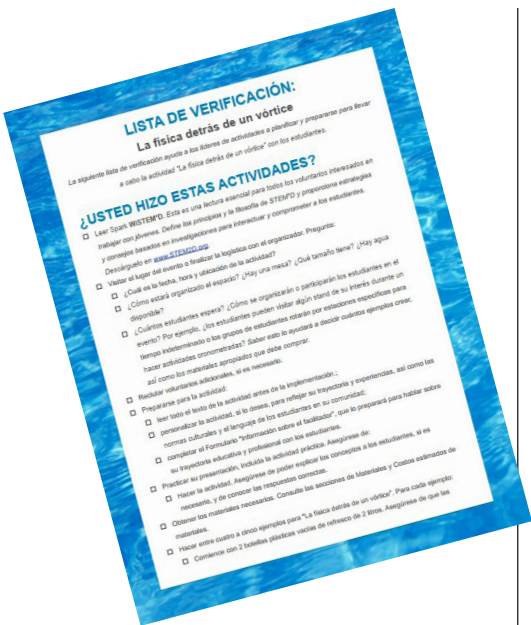 LISTA DE VERIFICACIÓN:
La física detrás de un vórtice
La siguiente lista de verificación ayuda a los líderes de actividades a planificar y prepararse para llevar
a cabo la actividad "La física detrás de un vórtice" con los estudiantes.
¿USTED HIZO ESTAS ACTIVIDADES?
Leer Spark WiSTEM²D. Esta es una lectura esencial para todos los voluntarios interesados en
trabajar con jóvenes. Define los principios y la filosofía de STEM²D y proporciona estrategias
y consejos basados en investigaciones para interactuar y comprometer a los estudiantes.
Descárguelo en www.STEM2D.org.
Visitar el lugar del evento o finalizar la logística con el organizador. Pregunte:
¿Cuál es la fecha, hora y ubicación de la actividad?
¿Cómo estará organizado el espacio? ¿Hay una mesa? ¿Qué tamaño tiene? ¿Hay agua
disponible?
¿Cuántos estudiantes espera? ¿Cómo se organizarán o participarán los estudiantes en el
evento? Por ejemplo, ¿los estudiantes pueden visitar algún stand de su interés durante un
tiempo indeterminado o los grupos de estudiantes rotarán por estaciones específicas para
hacer actividades cronometradas? Saber esto lo ayudará a decidir cuántos ejemplos crear,
así como los materiales apropiados que debe comprar.
Reclutar voluntarios adicionales, si es necesario.
Prepararse para la actividad:
leer todo el texto de la actividad antes de la implementación.;
personalizar la actividad, si lo desea, para reflejar su trayectoria y experiencias, así como las
normas culturales y el lenguaje de los estudiantes en su comunidad;
completar el Formulario "Información sobre el facilitador", que lo preparará para hablar sobre
su trayectoria educativa y profesional con los estudiantes.
Practicar su presentación, incluida la actividad práctica. Asegúrese de:
Hacer la actividad. Asegúrese de poder explicar los conceptos a los estudiantes, si es
necesario, y de conocer las respuestas correctas.
Obtener los materiales necesarios. Consulte las secciones de Materiales y Costos estimados de
materiales.
Hacer entre cuatro a cinco ejemplos para "La física detrás de un vórtice". Para cada ejemplo:
Comience con 2 botellas plásticas vacías de refresco de 2 litros. Asegúrese de que las